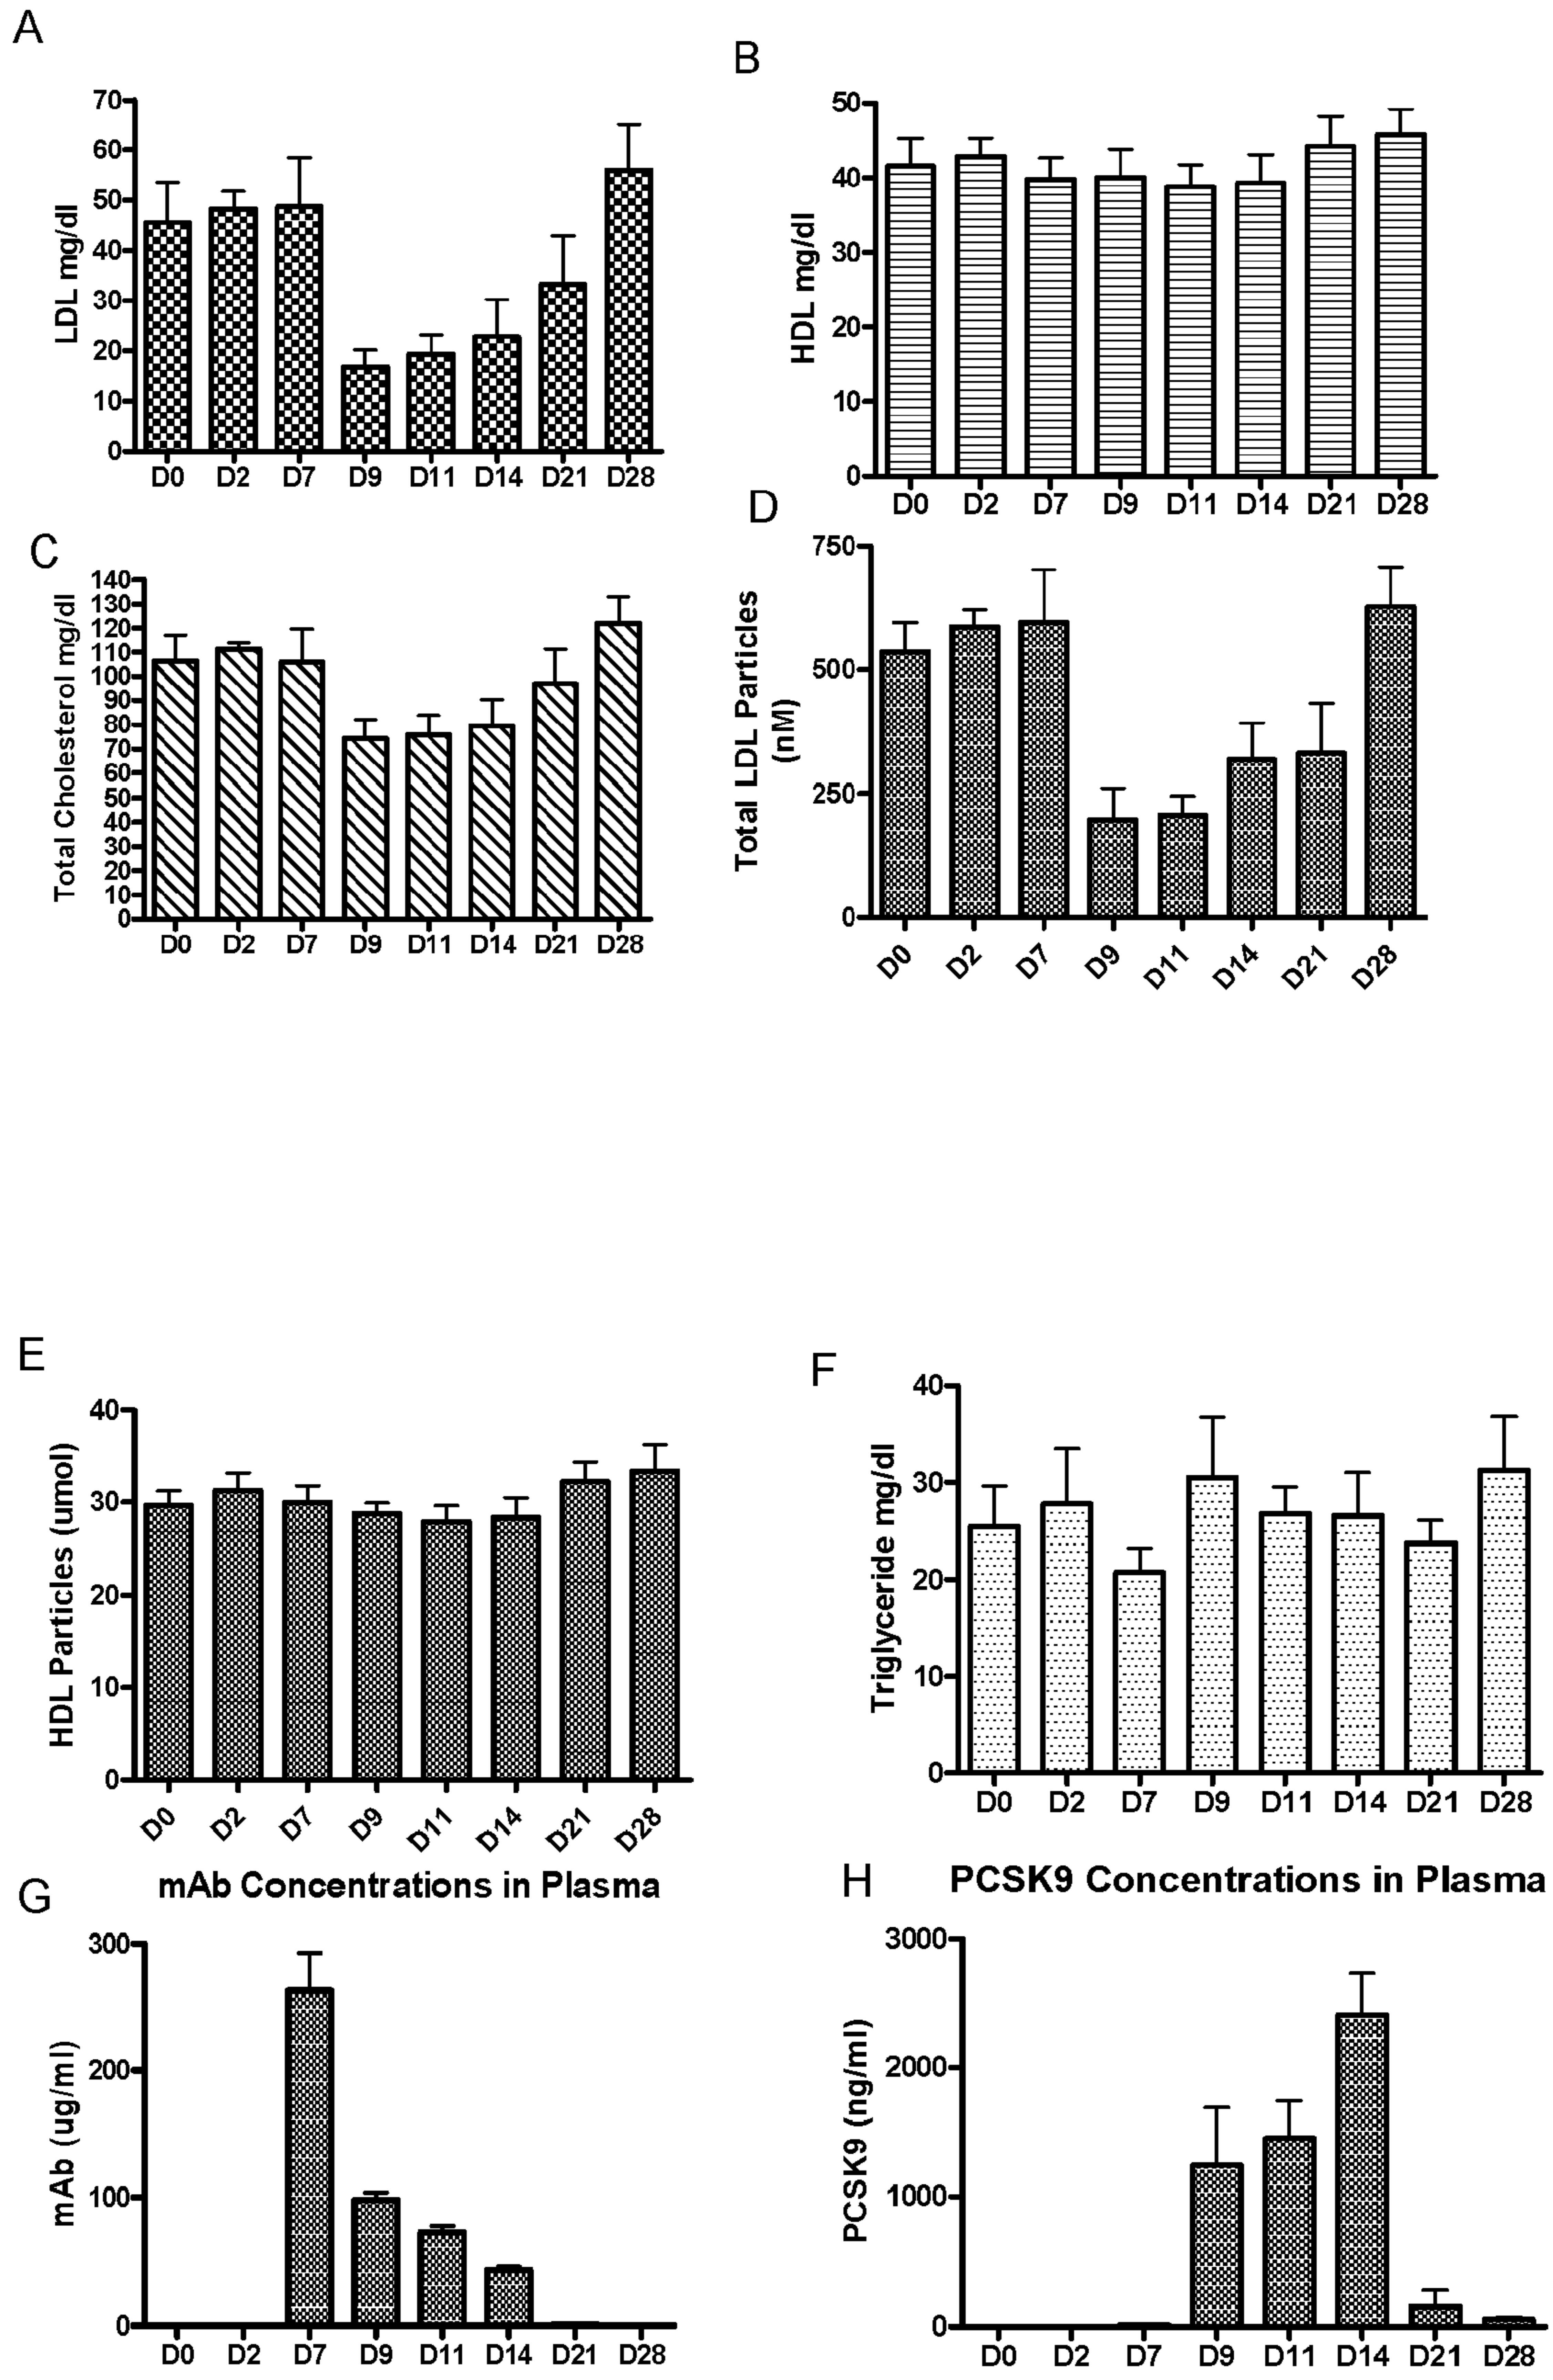 A
70
60
50
40
30
20
10
0
LDL mg/dl
D0 D2 D7 D9 D11 D14 D21 D28
B
50
40
30
20
10
0
HDL mg/dl
D0 D2 D7 D9 D11 D14 D21 D28
C
140
130
120
110
100
90
80
70
60
50
40
30
20
10
0
Total Cholesterol mg/dl
D0 D2 D7 D9 D11 D14 D21 D28
D
750
500
250
0
Total LDL Particles
(nM)
D0 D2 D7 D9 D11 D14 D21 D28
E
40
30
20
10
0
HDL Particles (umol)
D0 D2 D7 D9 D11 D14 D21 D28
F
40
30
20
10
0
Triglyceride mg/dl
D0 D2 D7 D9 D11 D14 D21 D28
G
mAb Concentrations in Plasma
300
200
100
0
mAb (ug/ml)
D0 D2 D7 D9 D11 D14 D21 D28
H
PCSK9 Concentrations in Plasma
3000
2000
1000
0
PCSK9 (ng/ml)
D0 D2 D7 D9 D11 D14 D21 D28